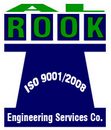 ROOK
ISO 9001/2008
Engineering Services Co.